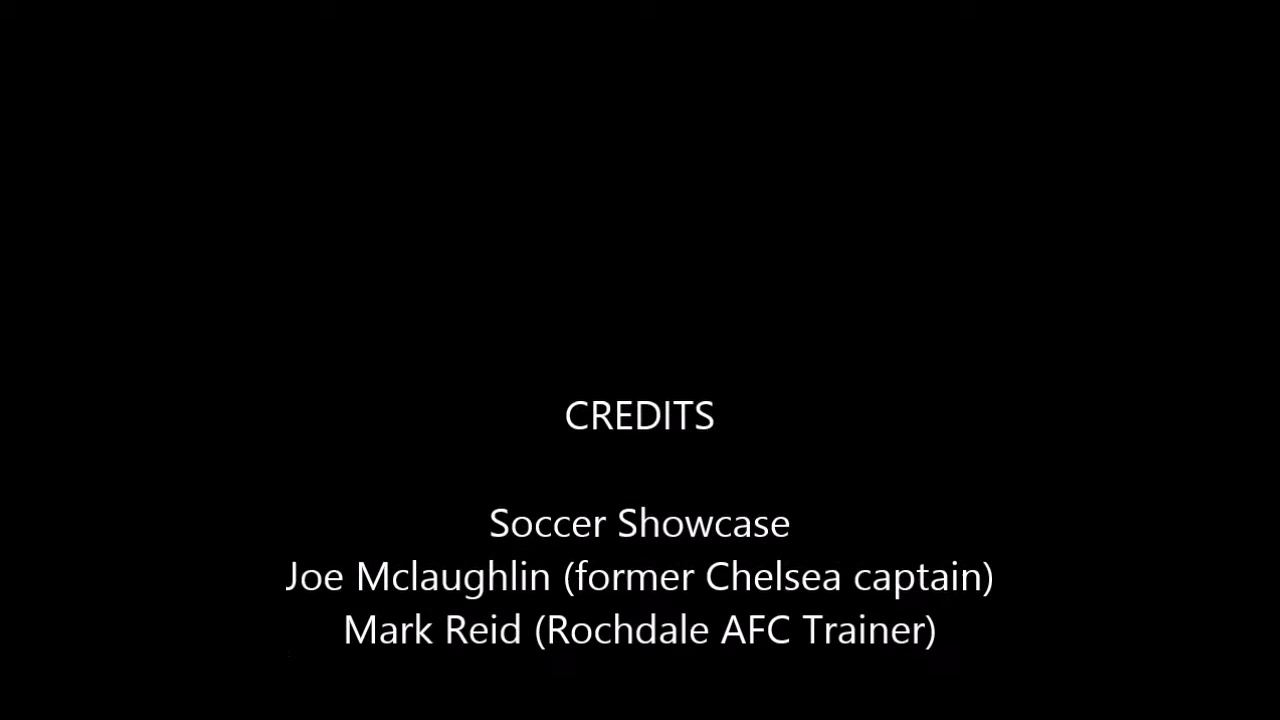 CREDITS
Soccer Showcase
Joe Mclaughlin (former Chelsea captain)
Mark Reid (Rochdale AFC Trainer)